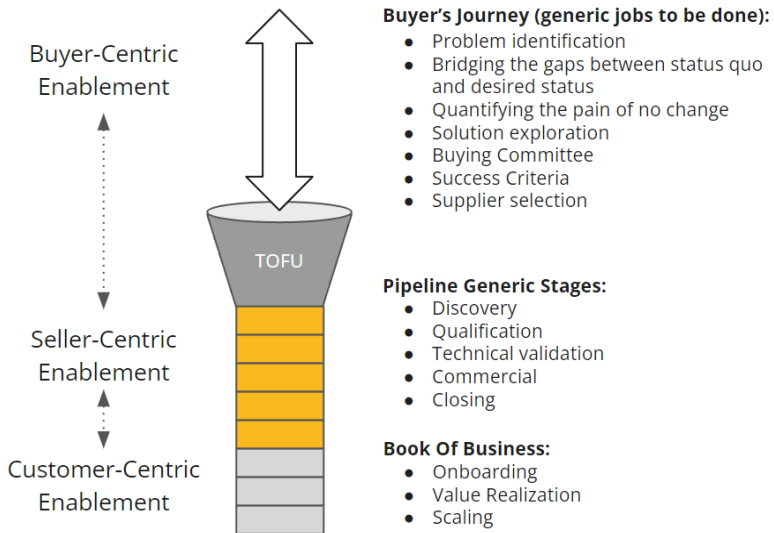 Buyer-Centric
Enablement
TOFU
Seller-Centric
Enablement
Customer-Centric
Enablement
Buyer’s Journey (generic jobs to be done):
● Problem identification
● Bridging the gaps between status quo
and desired status
● Quantifying the pain of no change
● Solution exploration
● Buying Committee
● Success Criteria
● Supplier selection
Pipeline Generic Stages:
● Discovery
● Qualification
● Technical validation
● Commercial
● Closing
Book Of Business:
● Onboarding
● Value Realization
● Scaling